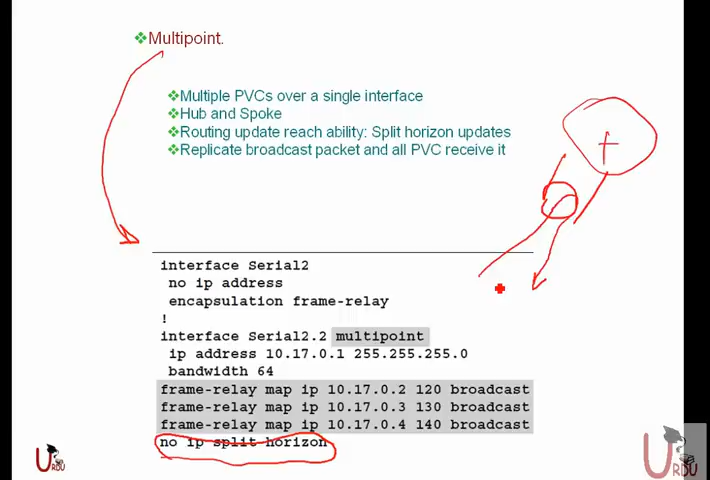 Multipoint.
Multiple PVCs over a single interface
Hub and Spoke
Routing update reach ability: Split horizon updates
Replicate broadcast packet and all PVC receive it
interface Serial2
no ip address
encapsulation frame-relay
!
interface Serial2.2 multipoint
ip address 10.17.0.1 255.255.255.0
bandwidth 64
frame-relay map ip 10.17.0.2 120 broadcast
frame-relay map ip 10.17.0.3 130 broadcast
frame-relay map ip 10.17.0.4 140 broadcast
no ip split horizon
URDU
URDU